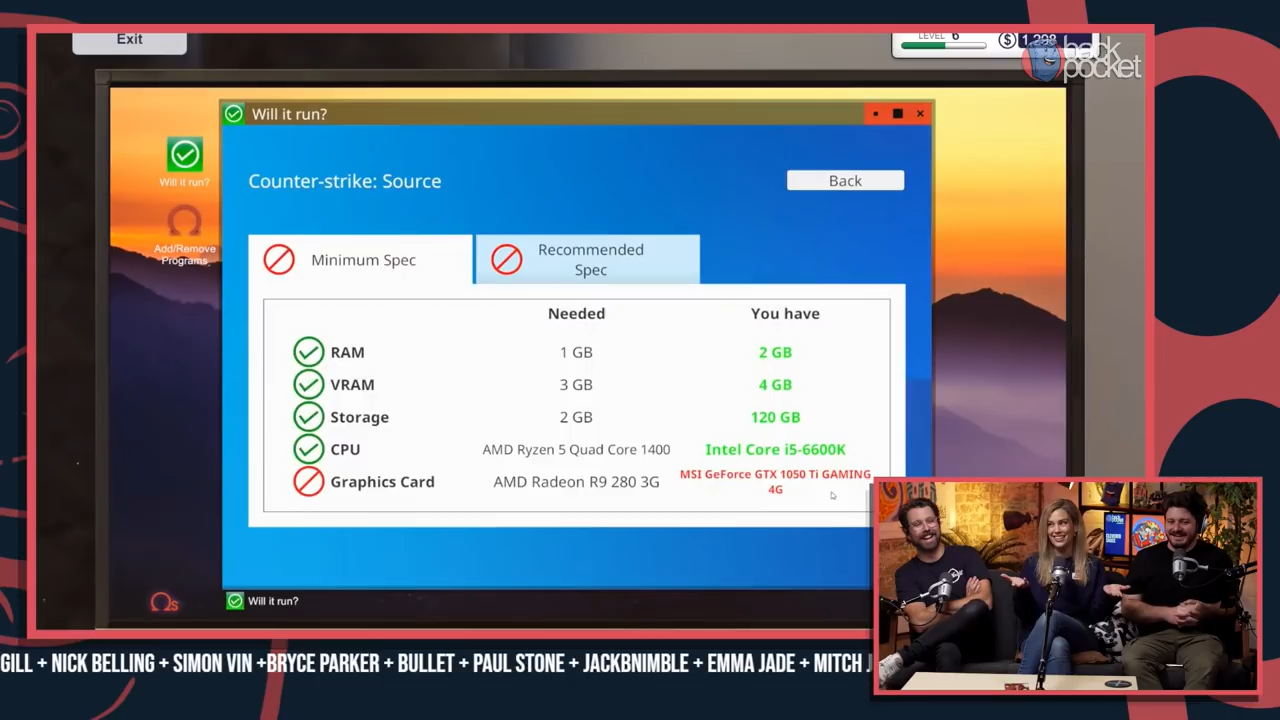 Exit
LEVEL 6
$ 1,298
back
pocket
Will it run?
Will it run?
Add/Remove
Programs
Counter-strike: Source
Back
Minimum Spec
Recommended
Spec
Needed
You have
RAM
1 GB
2 GB
VRAM
3 GB
4 GB
Storage
2 GB
120 GB
CPU
AMD Ryzen 5 Quad Core 1400
Intel Core i5-6600K
Graphics Card
AMD Radeon R9 280 3G
MSI GeForce GTX 1050 Ti GAMING
4G
Ωs
Will it run?
GILL + NICK BELLING + SIMON VIN +BRYCE PARKER + BULLET + PAUL STONE + JACKBNIMBLE + EMMA JADE + MITCH J